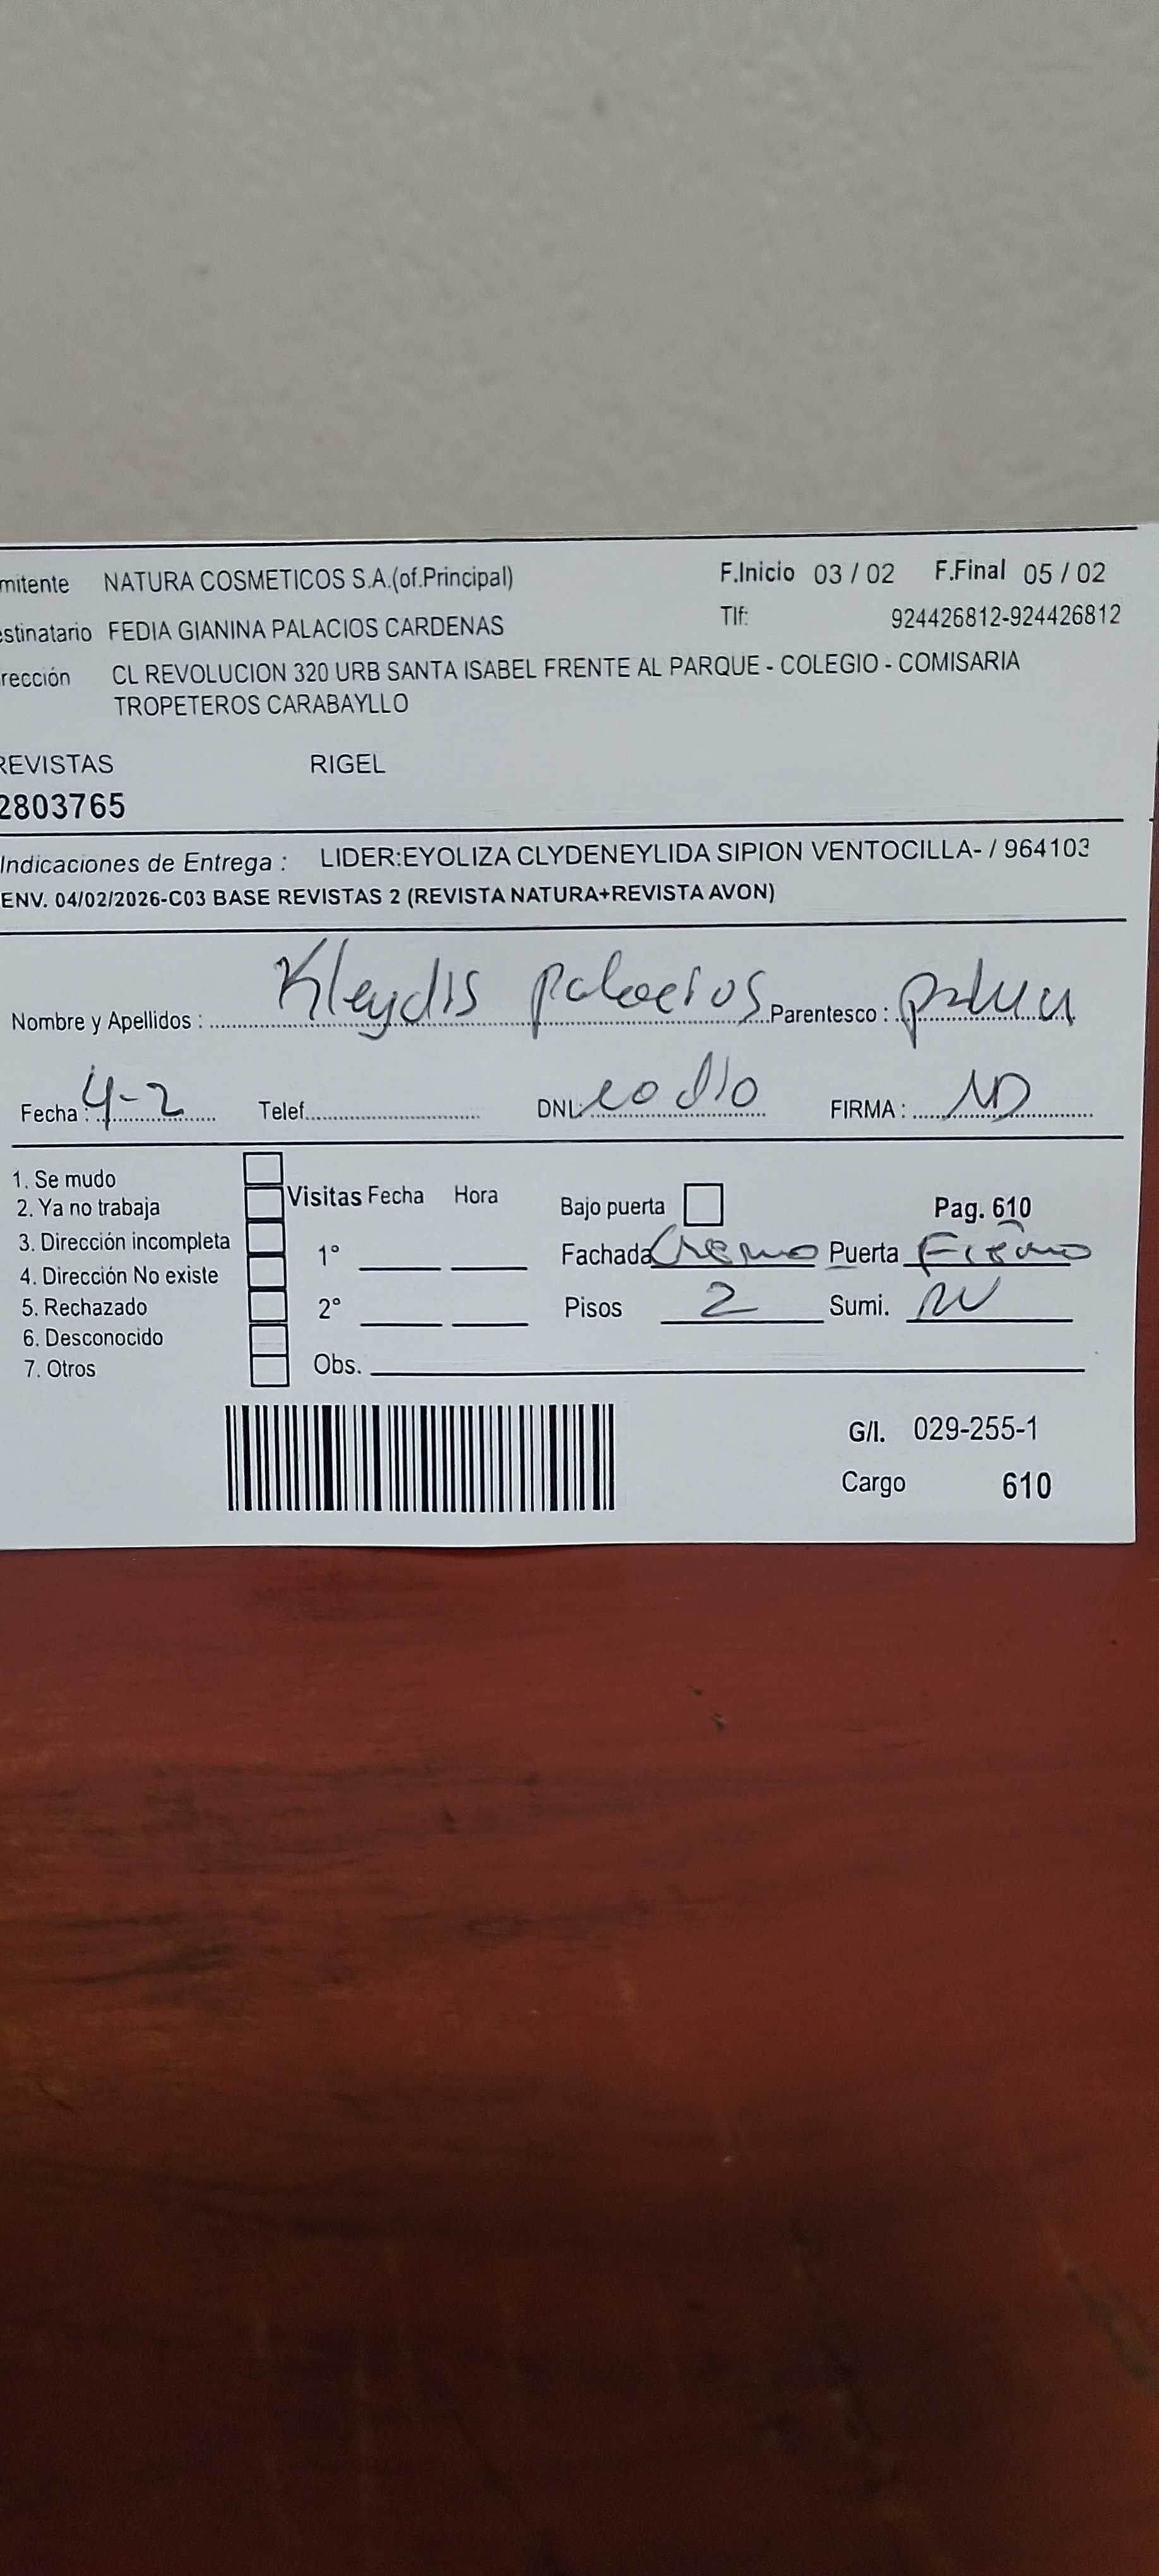 mitente NATURA COSMETICOS S.A.(of.Principal) F.Inicio 03 / 02 F.Final 05 / 02
estinatario FEDIA GIANINA PALACIOS CARDENAS Tlf: 924426812-924426812
rección CL REVOLUCION 320 URB SANTA ISABEL FRENTE AL PARQUE - COLEGIO - COMISARIA
TROPETEROS CARABAYLLO
REVISTAS RIGEL
2803765
Indicaciones de Entrega : LIDER:EYOLIZA CLYDENEYLIDA SIPION VENTOCILLA- / 964103
ENV. 04/02/2026-C03 BASE REVISTAS 2 (REVISTA NATURA+REVISTA AVON)
Nombre y Apellidos : Kleydis palacios Parentesco :
Fecha : 4-2 Telef. DNI: FIRMA :
1. Se mudo
2. Ya no trabaja
3. Dirección incompleta
4. Dirección No existe
5. Rechazado
6. Desconocido
7. Otros
Visitas Fecha Hora
1°
2°
Obs.
Bajo puerta Pag. 610
Fachada Puerta
Pisos 2 Sumi.
G/l. 029-255-1
Cargo 610